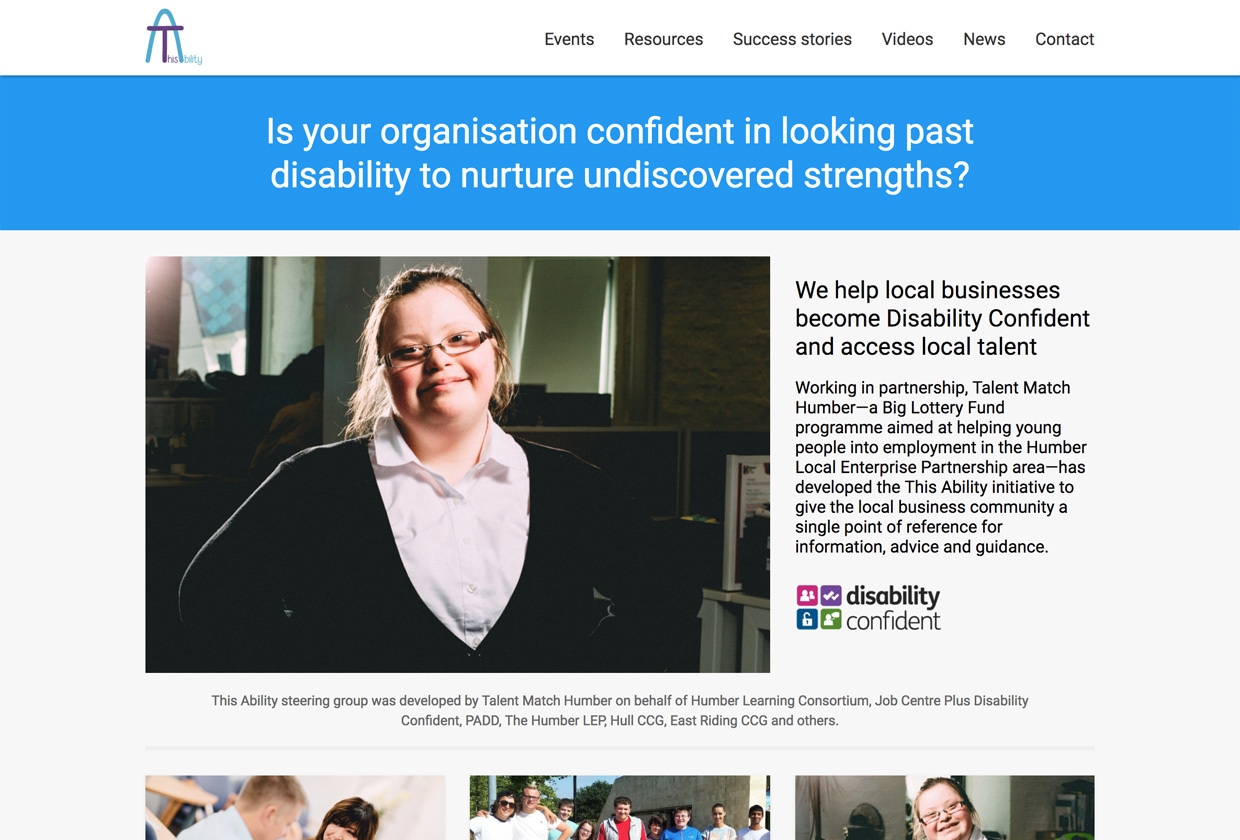 This Ability
Events Resources Success stories Videos News Contact
Is your organisation confident in looking past
disability to nurture undiscovered strengths?
We help local businesses
become Disability Confident
and access local talent
Working in partnership, Talent Match
Humber—a Big Lottery Fund
programme aimed at helping young
people into employment in the Humber
Local Enterprise Partnership area—has
developed the This Ability initiative to
give the local business community a
single point of reference for
information, advice and guidance.
disability
confident
This Ability steering group was developed by Talent Match Humber on behalf of Humber Learning Consortium, Job Centre Plus Disability
Confident, PADD, The Humber LEP, Hull CCG, East Riding CCG and others.